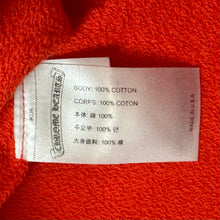 BODY: 100% COTTON
CORPS: 100% COTON
本体 綿 100%
주요부: 100% 면
大身面料: 100% 棉
MADE IN U.S.A.
CHROME HEARTS